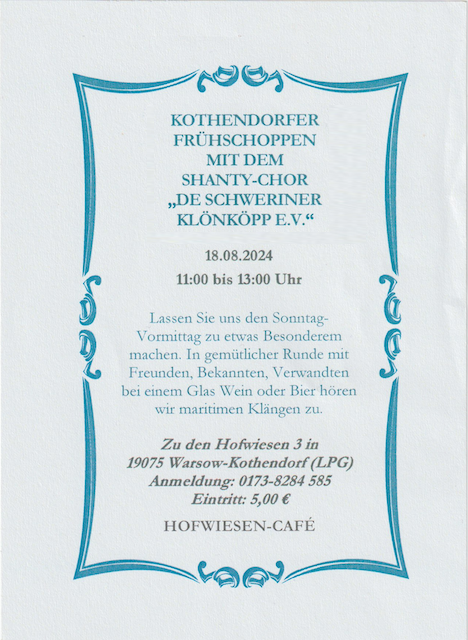 KOTHENDORFER
FRÜHSCHOPPEN
MIT DEM
SHANTY-CHOR
„DE SCHWERINER
KLÖNKÖPP E.V.“
18.08.2024
11:00 bis 13:00 Uhr
Lassen Sie uns den Sonntag-
Vormittag zu etwas Besonderem
machen. In gemütlicher Runde mit
Freunden, Bekannten, Verwandten
bei einem Glas Wein oder Bier hören
wir maritimen Klängen zu.
Zu den Hofwiesen 3 in
19075 Warsow-Kothendorf (LPG)
Anmeldung: 0173-8284 585
Eintritt: 5,00 €
HOFWIESEN-CAFÉ